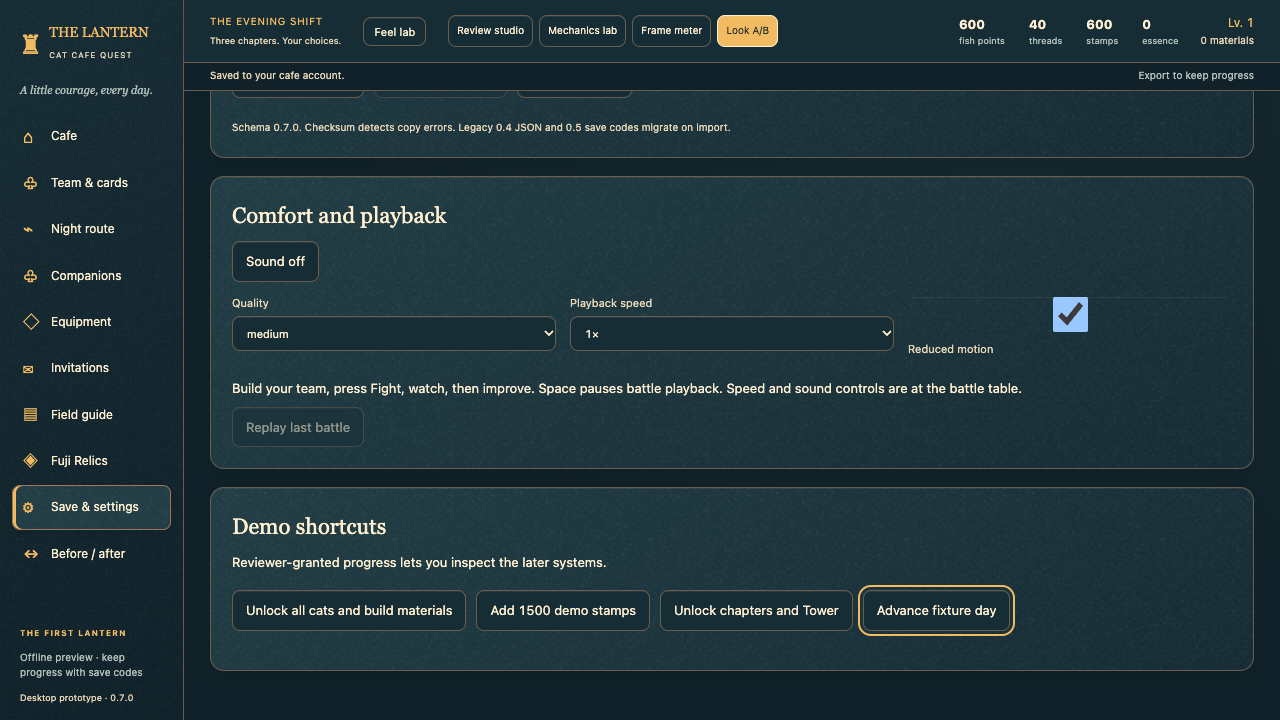 THE LANTERN
CAT CAFE QUEST
A little courage, every day.
Cafe
Team & cards
Night route
Companions
Equipment
Invitations
Field guide
Fuji Relics
Save & settings
Before / after
THE FIRST LANTERN
Offline preview · keep
progress with save codes
Desktop prototype · 0.7.0
THE EVENING SHIFT
Three chapters. Your choices.
Feel lab
Review studio
Mechanics lab
Frame meter
Look A/B
600
fish points
40
threads
600
stamps
0
essence
Lv. 1
0 materials
Saved to your cafe account.
Export to keep progress
Schema 0.7.0. Checksum detects copy errors. Legacy 0.4 JSON and 0.5 save codes migrate on import.
Comfort and playback
Sound off
Quality
medium
Playback speed
1×
Reduced motion
Build your team, press Fight, watch, then improve. Space pauses battle playback. Speed and sound controls are at the battle table.
Replay last battle
Demo shortcuts
Reviewer-granted progress lets you inspect the later systems.
Unlock all cats and build materials
Add 1500 demo stamps
Unlock chapters and Tower
Advance fixture day